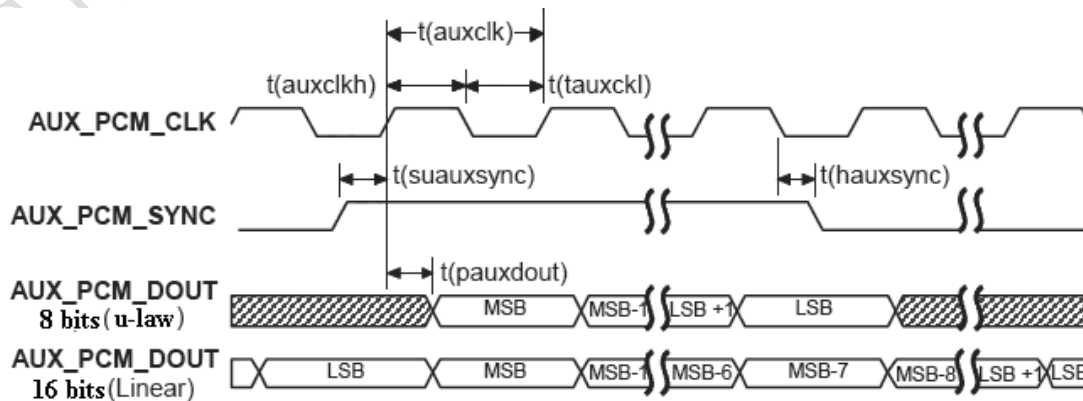 t(auxclk)
t(auxclkh)
t(tauxckl)
AUX_PCM_CLK
t(suauxsync)
t(hauxsync)
AUX_PCM_SYNC
t(pauxdout)
AUX_PCM_DOUT
8 bits(u-law)
MSB MSB-1 LSB +1 LSB
AUX_PCM_DOUT
16 bits(Linear)
LSB MSB MSB-1 MSB-6 MSB-7 MSB-8 LSB +1 LSB